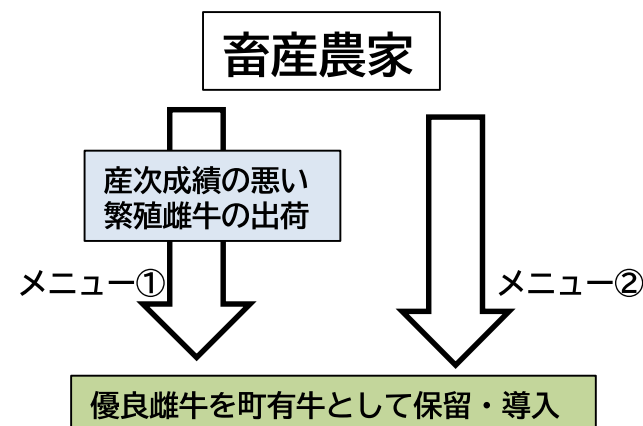 畜産農家
産次成績の悪い
繁殖雌牛の出荷
メニュー①
メニュー②
優良雌牛を町有牛として保留・導入